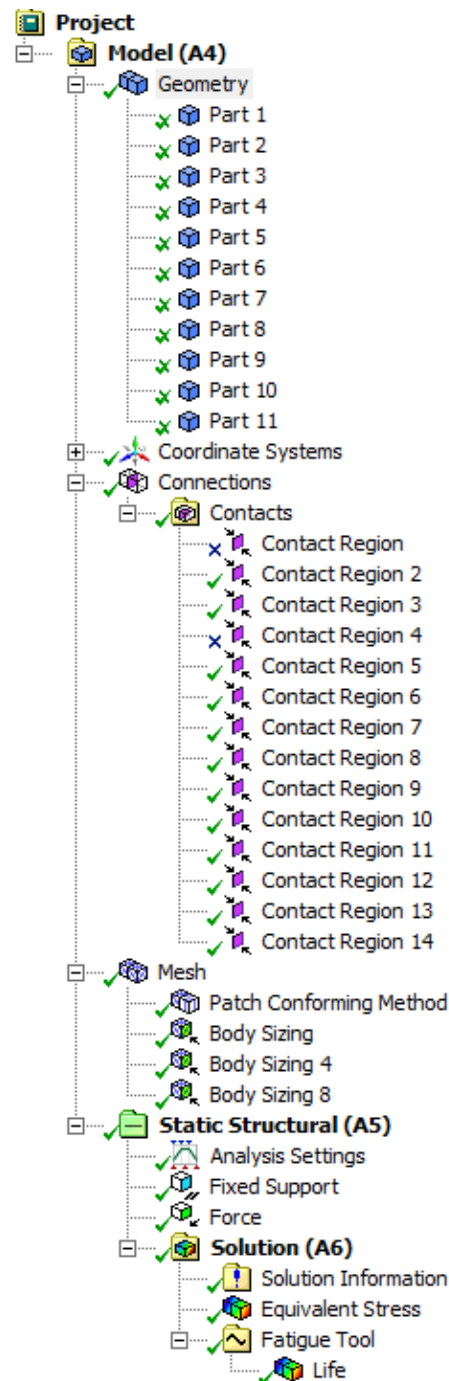 Project
Model (A4)
Geometry
Part 1
Part 2
Part 3
Part 4
Part 5
Part 6
Part 7
Part 8
Part 9
Part 10
Part 11
Coordinate Systems
Connections
Contacts
Contact Region
Contact Region 2
Contact Region 3
Contact Region 4
Contact Region 5
Contact Region 6
Contact Region 7
Contact Region 8
Contact Region 9
Contact Region 10
Contact Region 11
Contact Region 12
Contact Region 13
Contact Region 14
Mesh
Patch Conforming Method
Body Sizing
Body Sizing 4
Body Sizing 8
Static Structural (A5)
Analysis Settings
Fixed Support
Force
Solution (A6)
Solution Information
Equivalent Stress
Fatigue Tool
Life